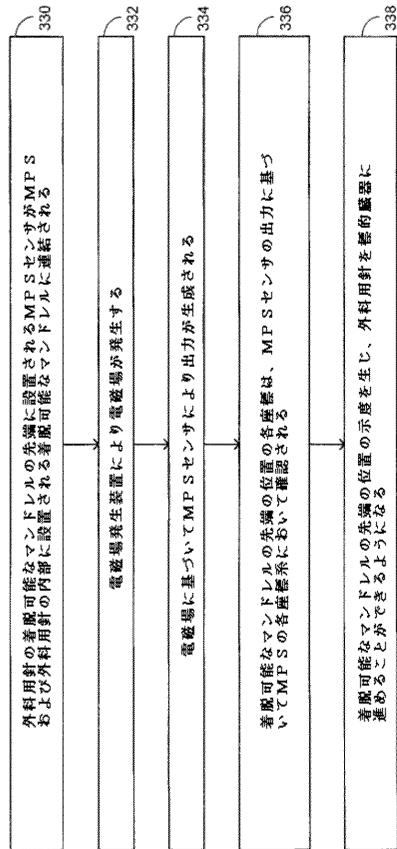 外科用針の着脱可能なマンドレルの先端に設置されるMPSセンサがMPS
および外科用針の内部に設置される着脱可能なマンドレルに連結される
330
電磁場発生装置により電磁場が発生する
332
電磁場に基づいてMPSセンサにより出力が生成される
334
着脱可能なマンドレルの先端の位置の各座標は、MPSセンサの出力に基づ
いてMPSの各座標系において確認される
336
着脱可能なマンドレルの先端の位置の示度を生じ、外科用針を標的臓器に
進めることができるようになる
338